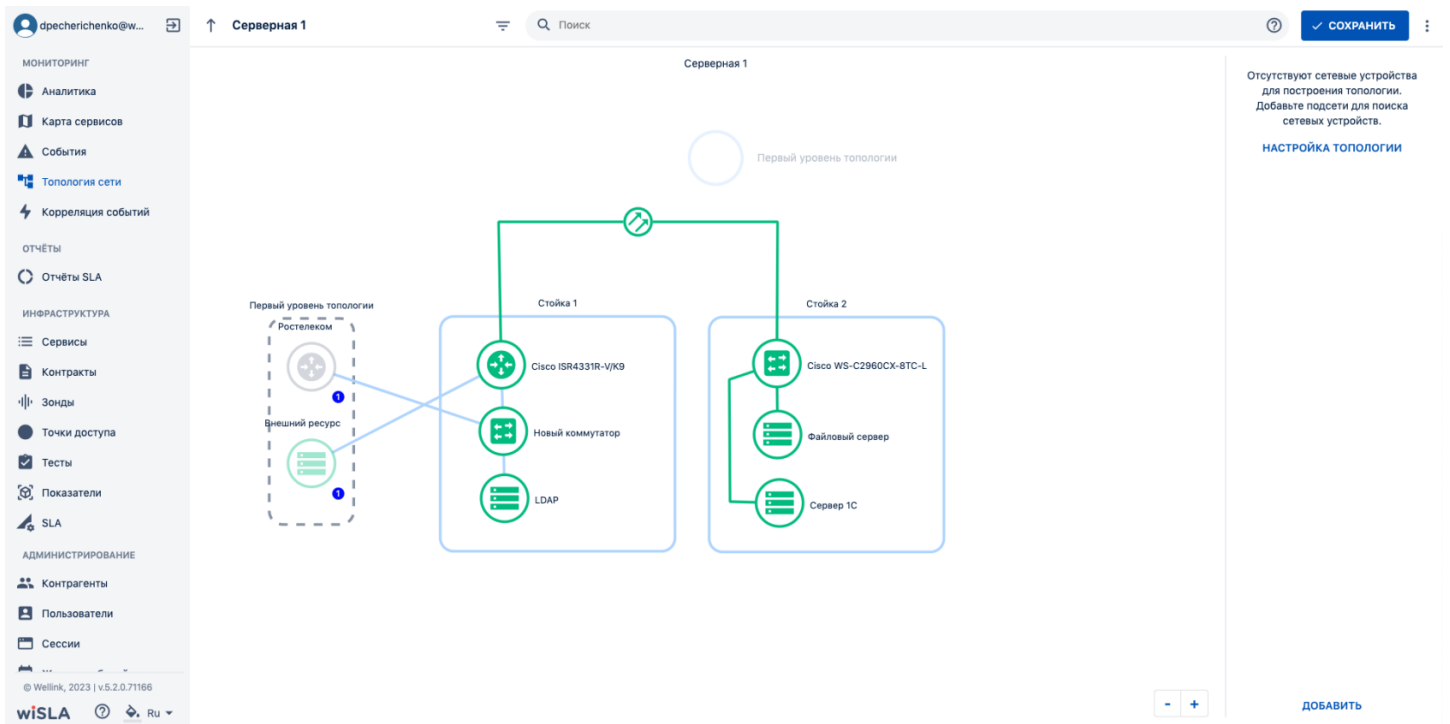 dpecherichenko@w...
МОНИТОРИНГ
Аналитика
Карта сервисов
События
Топология сети
Корреляция событий
ОТЧЁТЫ
Отчёты SLA
ИНФРАСТРУКТУРА
Сервисы
Контракты
Зонды
Точки доступа
Тесты
Показатели
SLA
АДМИНИСТРИРОВАНИЕ
Контрагенты
Пользователи
Сессии
© Wellink, 2023 | v.5.2.0.71166
wiSLA
Ru
Серверная 1
Поиск
СОХРАНИТЬ
Серверная 1
Первый уровень топологии
Первый уровень топологии
Ростелеком
1
Внешний ресурс
1
Стойка 1
Cisco ISR4331R-V/K9
Новый коммутатор
LDAP
Стойка 2
Cisco WS-C2960CX-8TC-L
Файловый сервер
Сервер 1С
- +
Отсутствуют сетевые устройства
для построения топологии.
Добавьте подсети для поиска
сетевых устройств.
НАСТРОЙКА ТОПОЛОГИИ
ДОБАВИТЬ